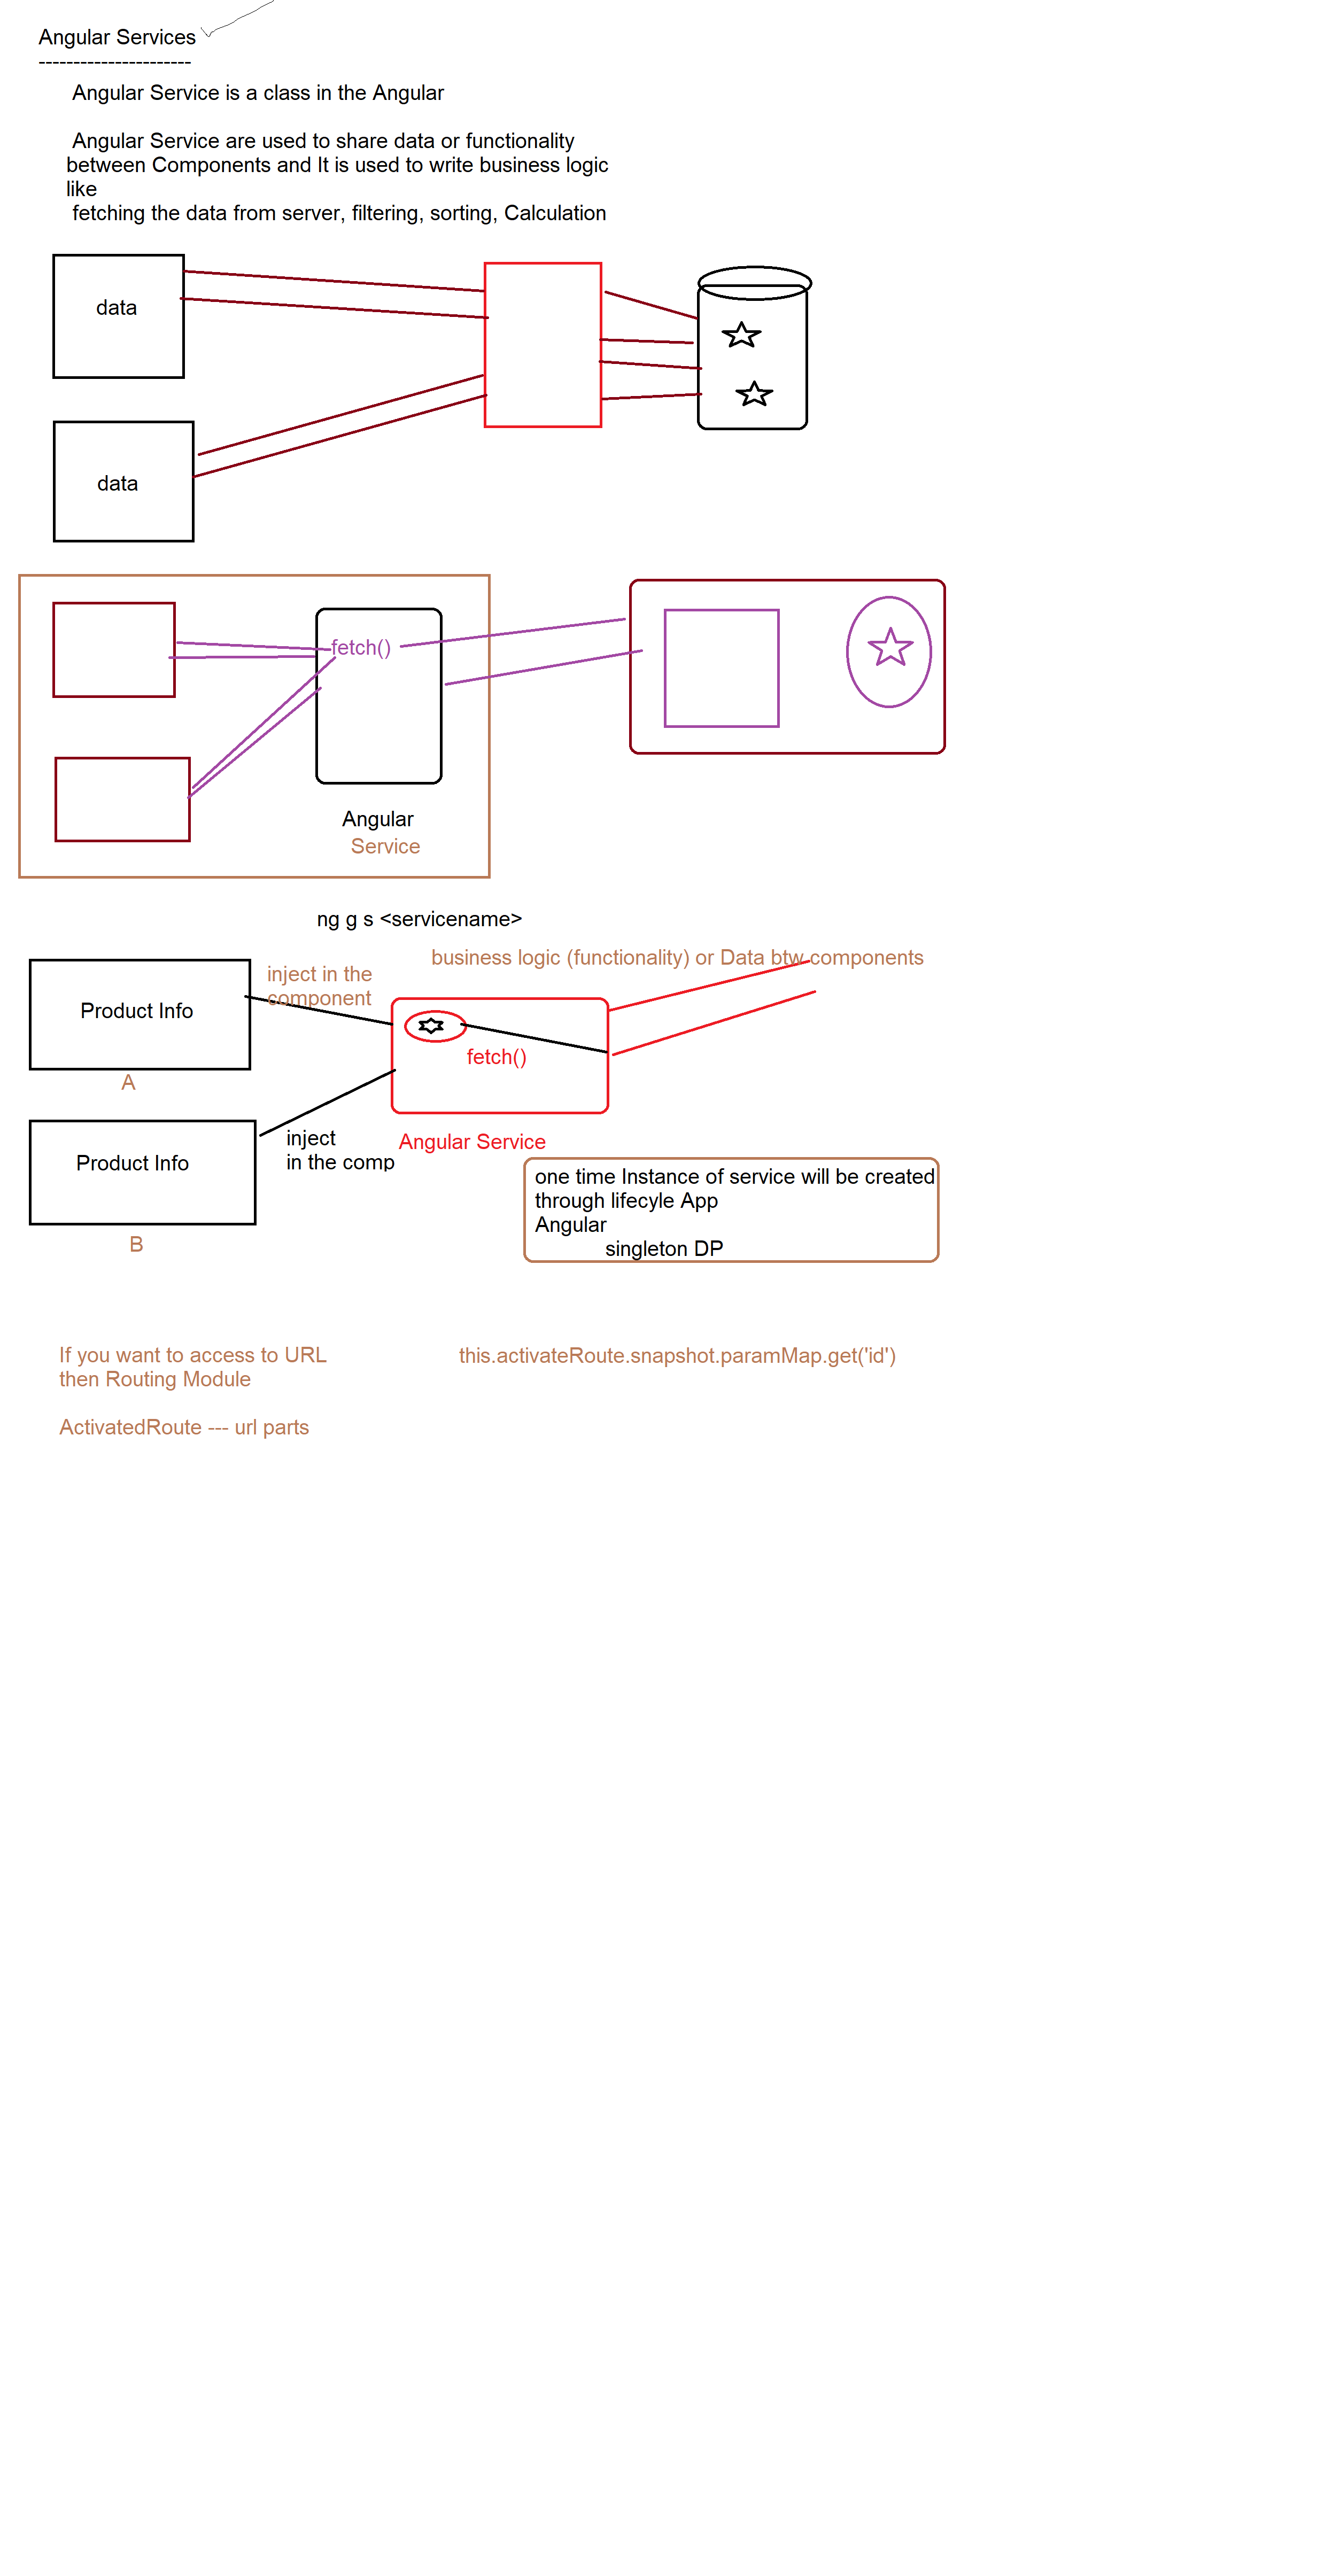 Angular Services
----------------------
Angular Service is a class in the Angular
Angular Service are used to share data or functionality
between Components and It is used to write business logic
like
fetching the data from server, filtering, sorting, Calculation
data
data
fetch()
Angular
Service
ng g s <servicename>
business logic (functionality) or Data btw components
inject in the
component
Product Info
fetch()
A
inject
in the comp
Angular Service
Product Info
one time Instance of service will be created
through lifecyle App
Angular
singleton DP
B
If you want to access to URL
then Routing Module
this.activateRoute.snapshot.paramMap.get('id')
ActivatedRoute --- url parts